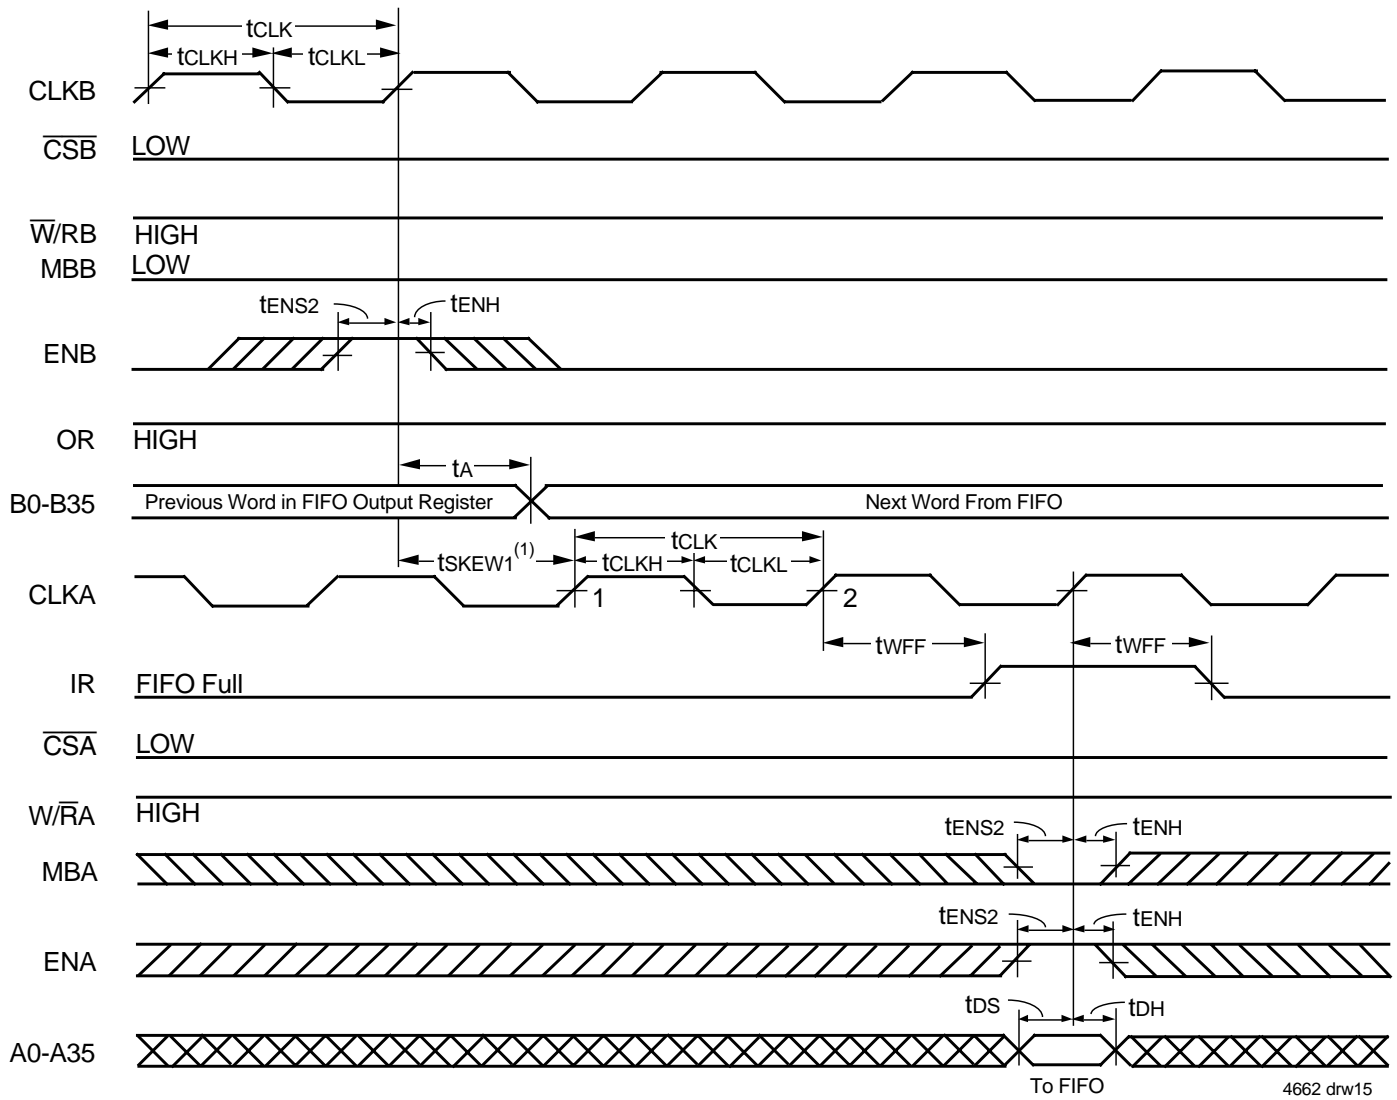 tCLK
tCLKH tCLKL
CLKB
CSB LOW
W/RB HIGH
MBB LOW
tENS2 tENH
ENB
OR HIGH
tA
B0-B35 Previous Word in FIFO Output Register Next Word From FIFO
tCLK
tSKEW1(1) tCLKH tCLKL
CLKA 1 2
tWFF tWFF
IR FIFO Full
CSA LOW
W/RA HIGH
tENS2 tENH
MBA
tENS2 tENH
ENA
tDS tDH
A0-A35
To FIFO
4662 drw15